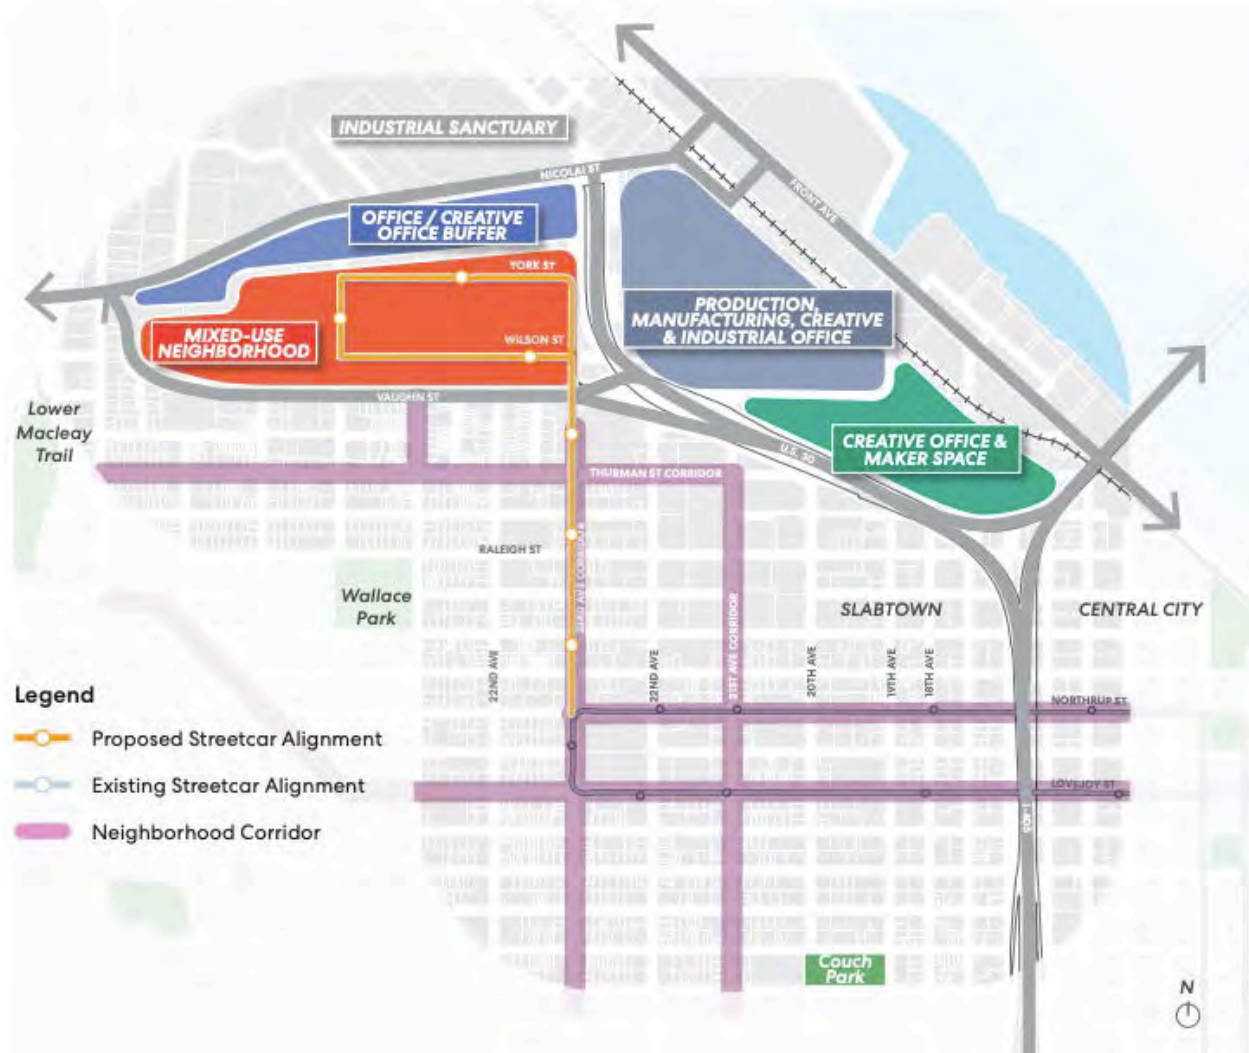 INDUSTRIAL SANCTUARY
NICOLAI ST
FRONT AVE
OFFICE / CREATIVE
OFFICE BUFFER
YORK ST
PRODUCTION,
MANUFACTURING, CREATIVE
& INDUSTRIAL OFFICE
MIXED-USE
NEIGHBORHOOD
WILSON ST
VAUGHN ST
Lower
Macleay
Trail
CREATIVE OFFICE &
MAKER SPACE
U.S. 30
THURMAN ST CORRIDOR
RALEIGH ST
23RD AVE CORRIDOR
Wallace
Park
SLABTOWN
CENTRAL CITY
22ND AVE
22ND AVE
21ST AVE CORRIDOR
20TH AVE
19TH AVE
18TH AVE
NORTHRUP ST
LOVEJOY ST
I-405
Legend
Proposed Streetcar Alignment
Existing Streetcar Alignment
Neighborhood Corridor
Couch
Park
N